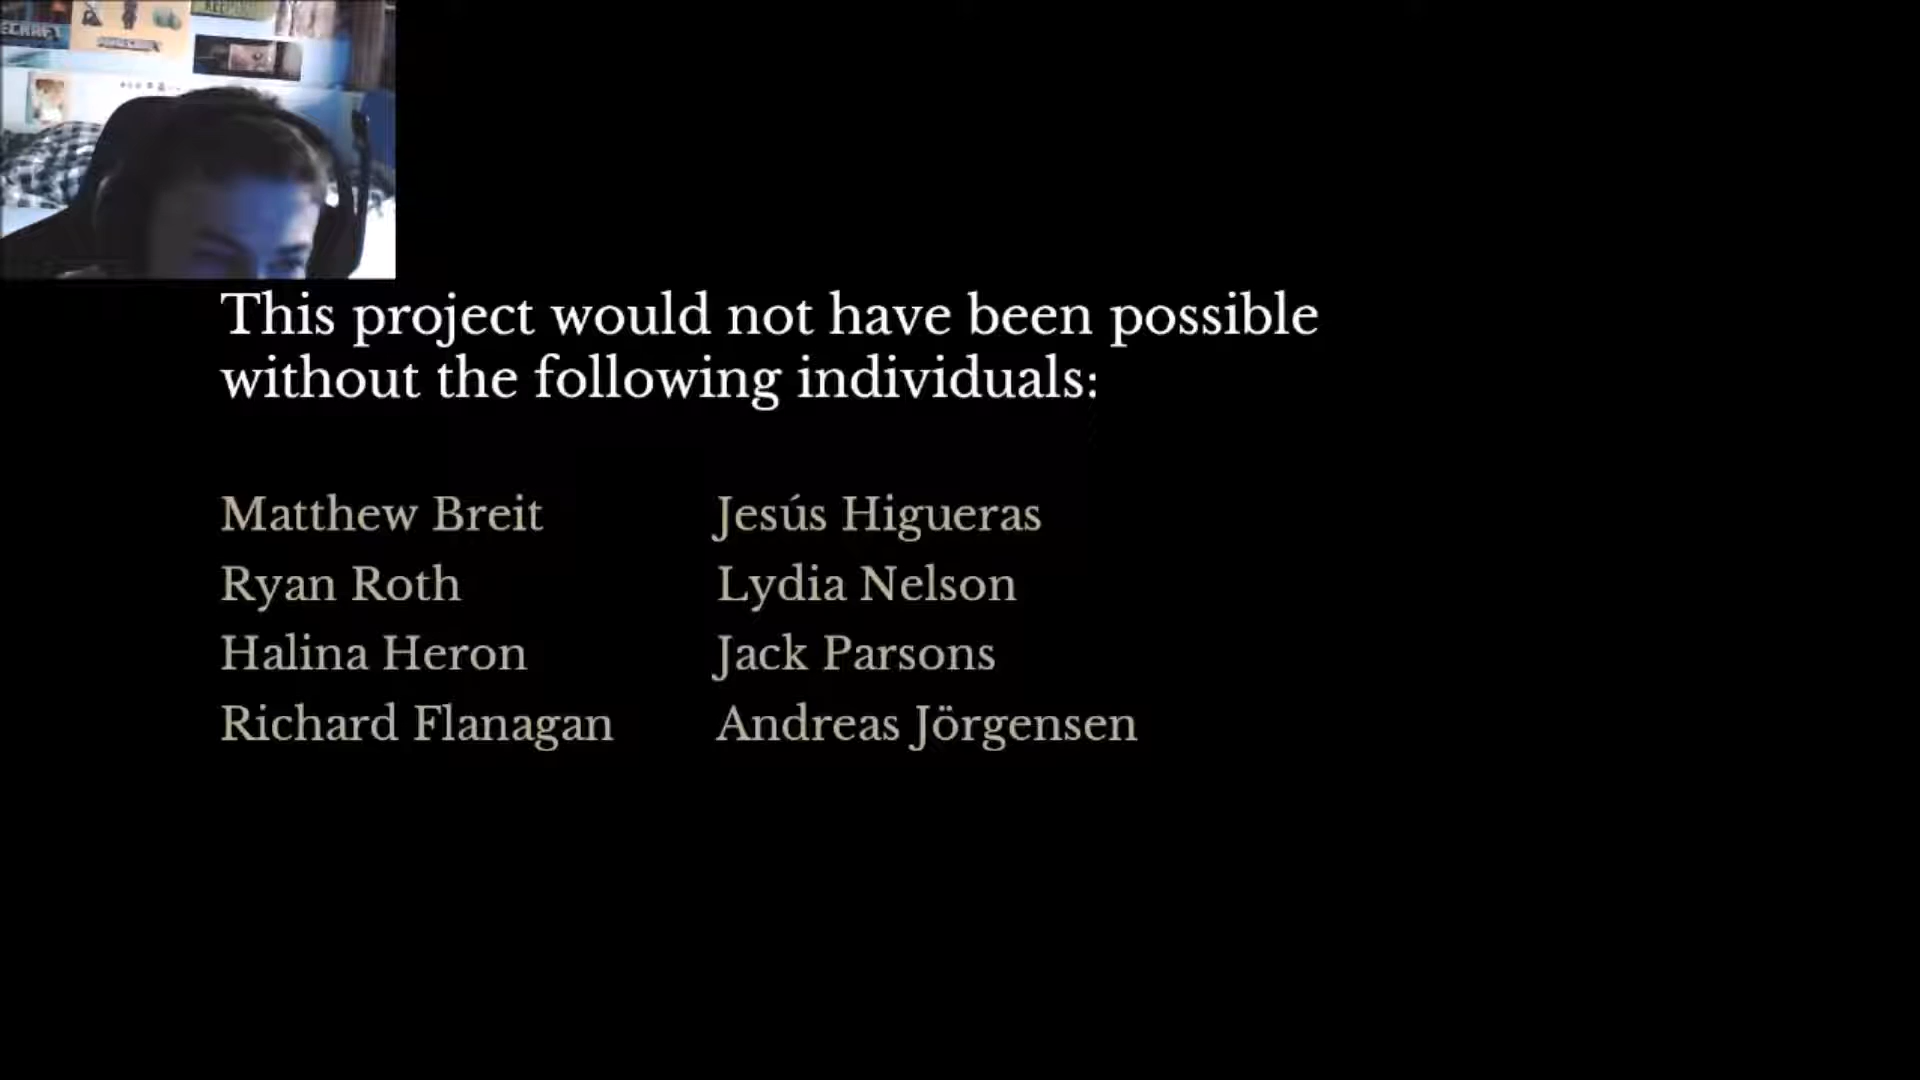 ECRAFT
This project would not have been possible
without the following individuals:
Matthew Breit
Ryan Roth
Halina Heron
Richard Flanagan
Jesús Higueras
Lydia Nelson
Jack Parsons
Andreas Jörgensen